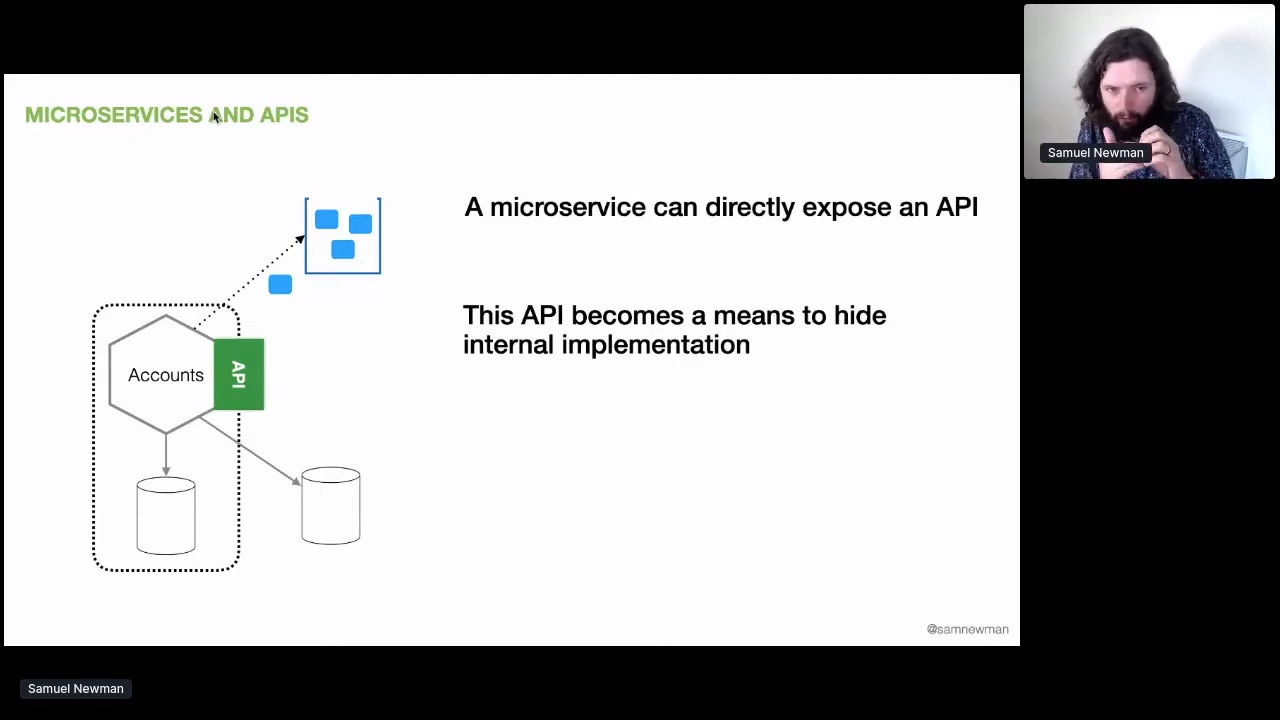 MICROSERVICES AND APIS
A microservice can directly expose an API
This API becomes a means to hide
internal implementation
Accounts
API
@samnewman
Samuel Newman
Samuel Newman